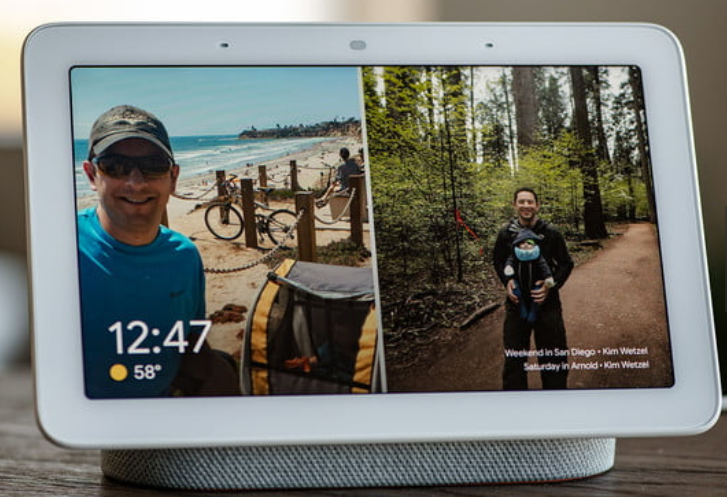 12:47
58°
Weekend in San Diego • Kim Wetzel
Saturday in Arnold • Kim Wetzel